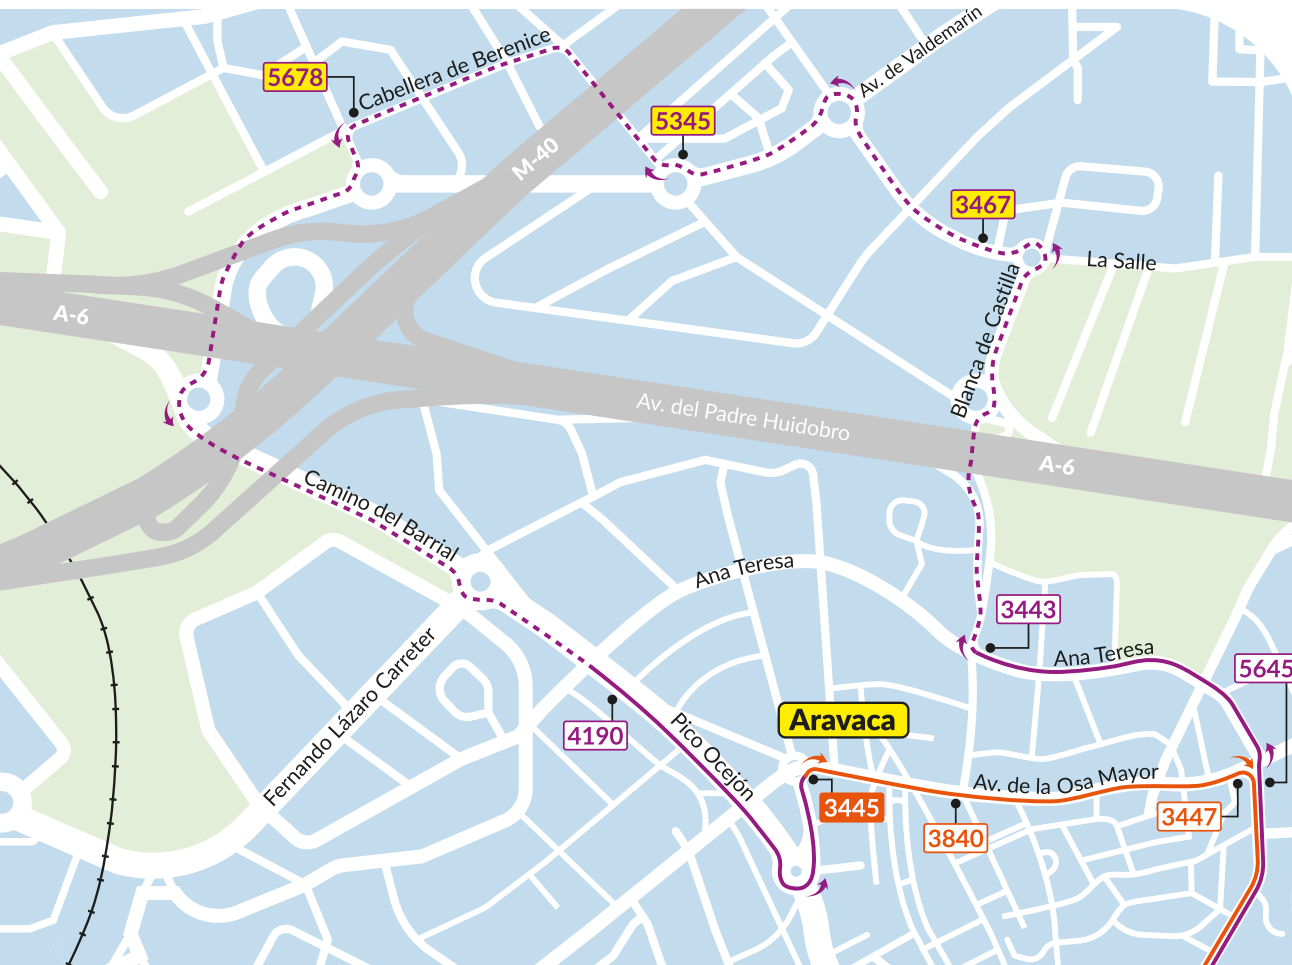 Cabellera de Berenice
5678
Av. de Valdemarín
5345
M-40
3467
La Salle
A-6
Blanca de Castilla
Av. del Padre Huidobro
A-6
Camino del Barrial
Ana Teresa
3443
Fernando Lázaro Carreter
Ana Teresa
5645
4190
Pico Ocejón
Aravaca
Av. de la Osa Mayor
3445
3840
3447